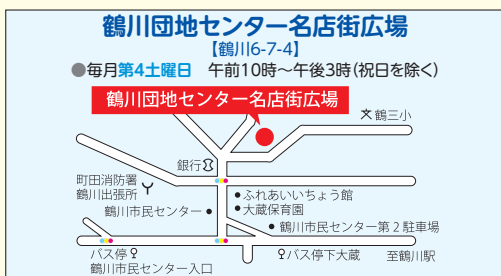 鶴川団地センター名店街広場
【鶴川6-7-4】
●毎月第4土曜日　午前10時～午後3時(祝日を除く)
鶴川団地センター名店街広場
鶴三小
銀行
町田消防署
鶴川出張所
ふれあいいちょう館
大蔵保育園
鶴川市民センター
鶴川市民センター第2駐車場
バス停
鶴川市民センター入口
バス停下大蔵
至鶴川駅